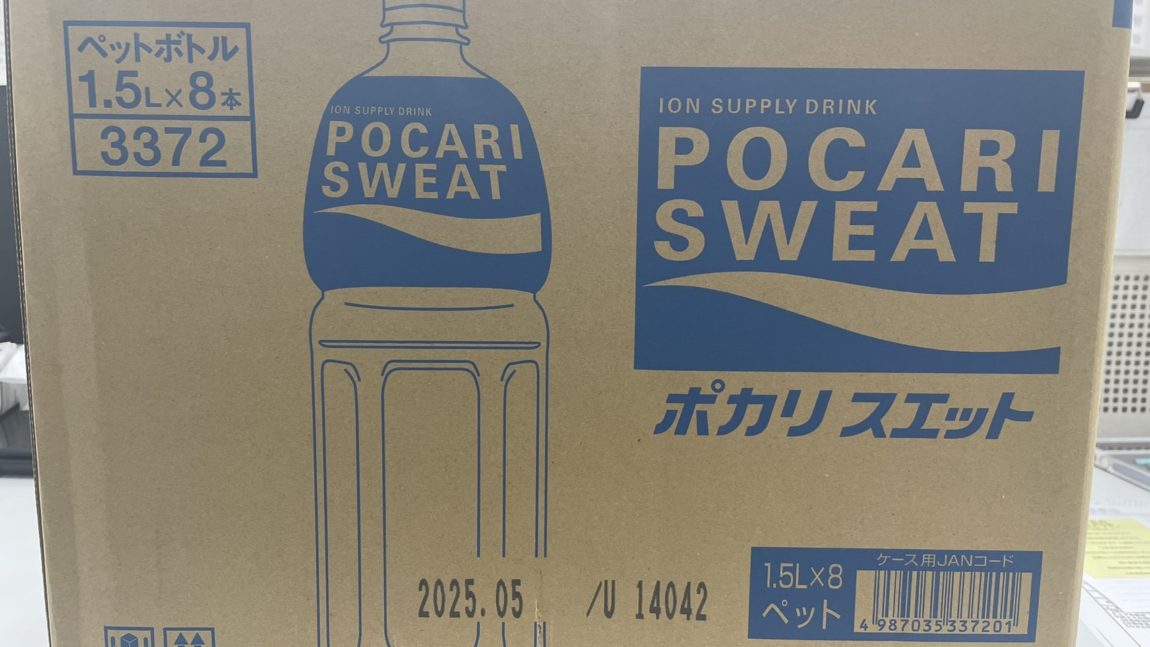 ペットボトル
1.5L×8本
3372
ION SUPPLY DRINK
POCARI
SWEAT
ION SUPPLY DRINK
POCARI
SWEAT
ポカリスエット
2025.05 /U 14042
1.5L×8
ペット
ケース用JANコード
4 987035 337201